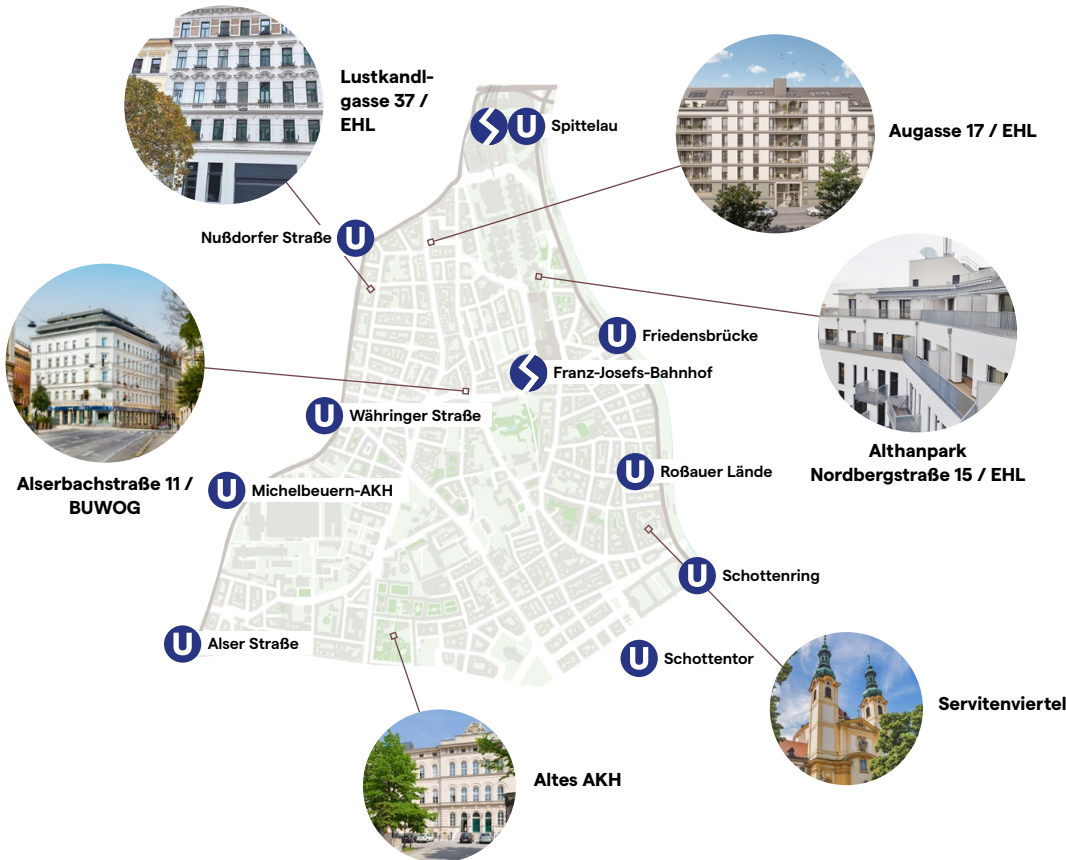 Lustkandl-
gasse 37 /
EHL
U Spittelau
Augasse 17 / EHL
Nußdorfer Straße U
U Friedensbrücke
Franz-Josefs-Bahnhof
U Währinger Straße
Althanpark
Nordbergstraße 15 / EHL
U Roßauer Lände
Alserbachstraße 11 /
BUWOG
U Michelbeuern-AKH
U Schottenring
U Alser Straße
U Schottentor
Servitenviertel
Altes AKH